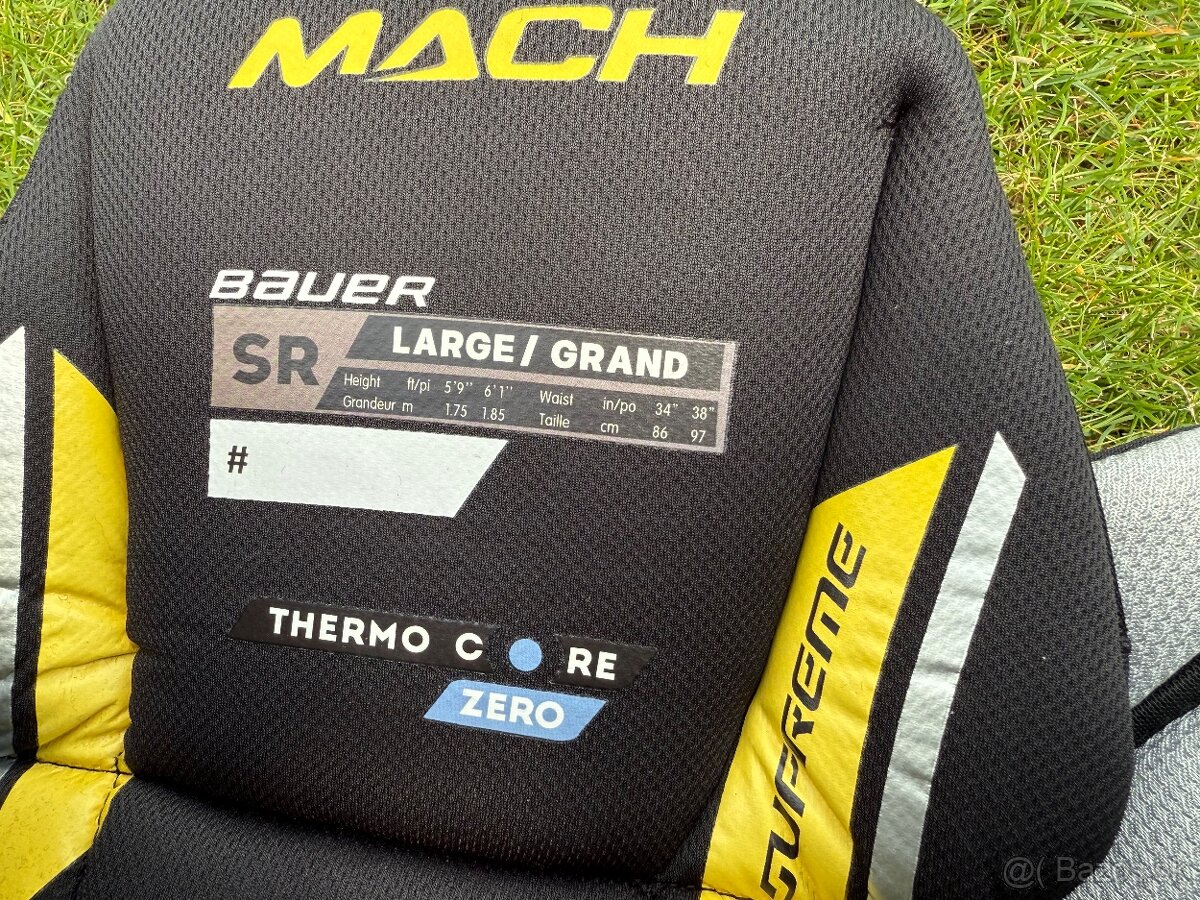 MACH
BAUER
SR
LARGE / GRAND
Height ft/pi 5'9'' 6'1'' Waist in/po 34" 38"
Grandeur m 1.75 1.85 Taille cm 86 97
#
THERMO CORE
ZERO
SUPREME